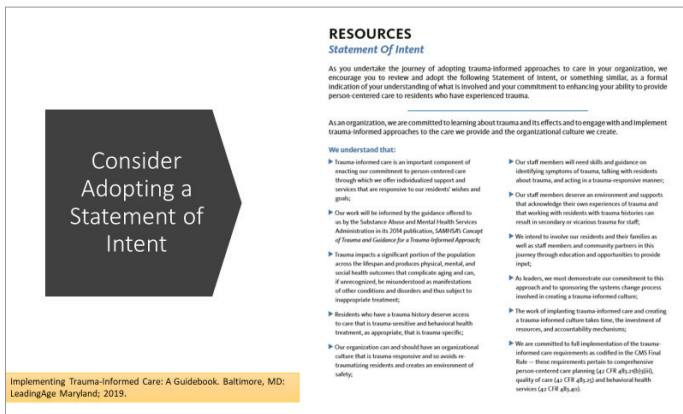 Consider
Adopting a
Statement of
Intent
Implementing Trauma-Informed Care: A Guidebook. Baltimore, MD:
LeadingAge Maryland; 2019.
RESOURCES
Statement Of Intent
As you undertake the journey of adopting trauma-informed approaches to care in your organization, we
encourage you to review and adopt the following Statement of Intent, or something similar, as a formal
indication of your understanding of what is involved and your commitment to enhancing your ability to provide
person-centered care to residents who have experienced trauma.
As an organization, we are committed to learning about trauma and its effects and to engage with and implement
trauma-informed approaches to the care we provide and the organizational culture we create.
We understand that:
Trauma-informed care is an important component of
enacting our commitment to person-centered care
through which we offer individualized support and
services that are responsive to our residents' wishes and
goals;
Our work will be informed by the guidance offered to
us by the Substance Abuse and Mental Health Services
Administration in its 2014 publication, SAMHSA's Concept
of Trauma and Guidance for a Trauma-Informed Approach;
Trauma impacts a significant portion of the population
across the lifespan and produces physical, mental, and
social health outcomes that complicate aging and can,
if unrecognized, be misunderstood as manifestations
of other conditions and disorders and thus subject to
inappropriate treatment;
Residents who have a trauma history deserve access
to care that is trauma-sensitive and behavioral health
treatment, as appropriate, that is trauma-specific;
Our organization can and should have an organizational
culture that is trauma-responsive and so avoids re-
traumatizing residents and creates an environment of
safety;
Our staff members will need skills and guidance on
identifying symptoms of trauma, talking with residents
about trauma, and acting in a trauma-responsive manner;
Our staff members deserve an environment and supports
that acknowledge their own experiences of trauma and
that working with residents with trauma histories can
result in secondary or vicarious trauma for staff;
We intend to involve our residents and their families as
well as staff members and community partners in this
journey through education and opportunities to provide
input;
As leaders, we must demonstrate our commitment to this
approach and to sponsoring the systems change process
involved in creating a trauma-informed culture;
The work of implanting trauma-informed care and creating
a trauma-informed culture takes time, the investment of
resources, and accountability mechanisms;
We are committed to full implementation of the trauma-
informed care requirements as codified in the CMS Final
Rule — these requirements pertain to comprehensive
person-centered care planning (42 CFR 483.21(b)(3)(iii),
quality of care (42 CFR 483.25) and behavioral health
services (42 CFR 483.40).